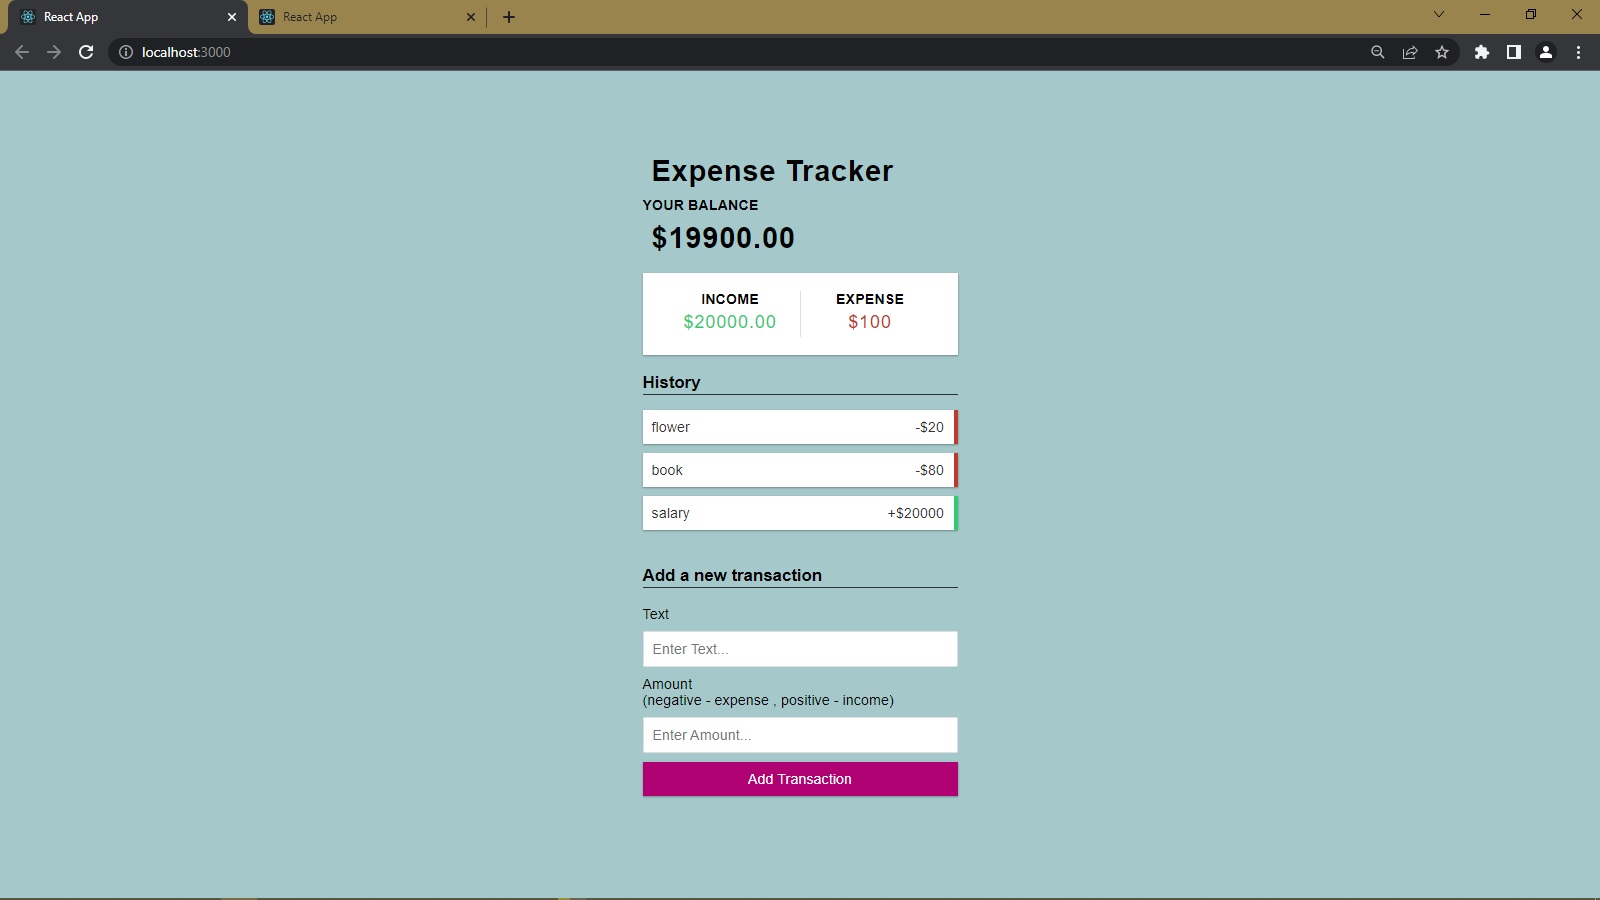 React App
React App
localhost:3000
Expense Tracker
YOUR BALANCE
$19900.00
INCOME
EXPENSE
$20000.00
$100
History
flower
-$20
book
-$80
salary
+$20000
Add a new transaction
Text
Enter Text...
Amount
(negative - expense , positive - income)
Enter Amount...
Add Transaction